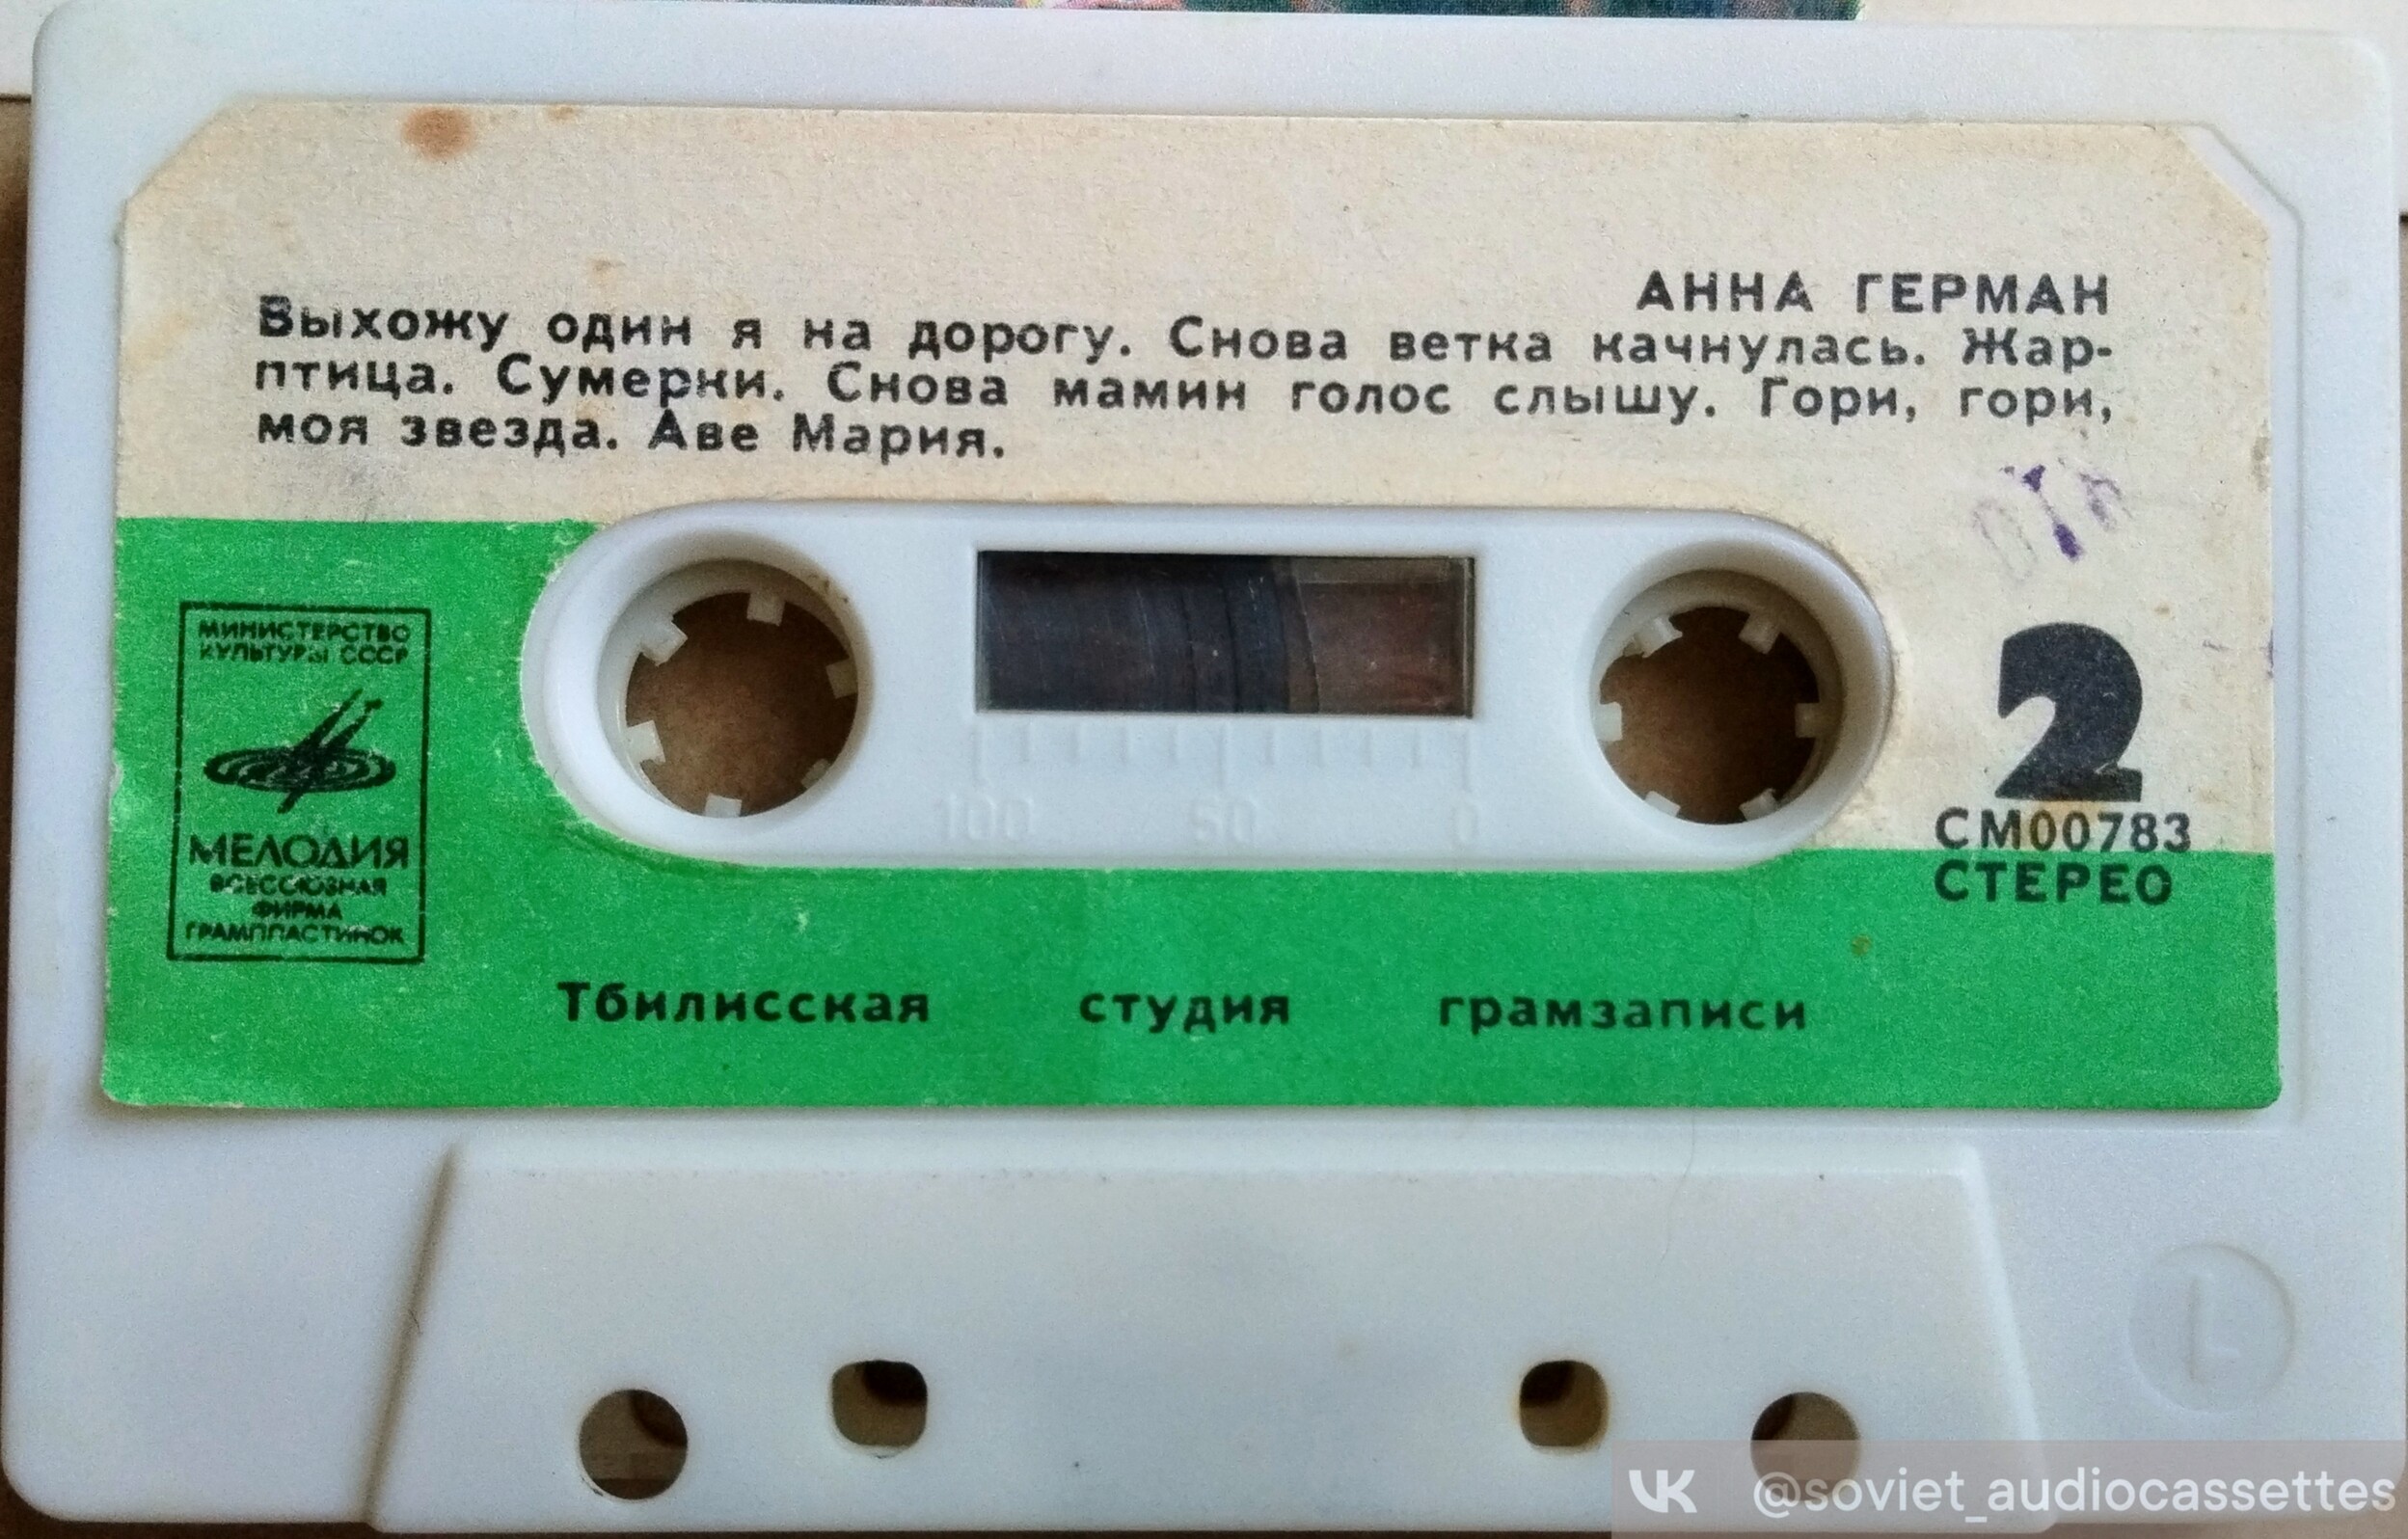 АННА ГЕРМАН
Выхожу один я на дорогу. Снова ветка качнулась. Жар-
птица. Сумерки. Снова мамин голос слышу. Гори, гори,
моя звезда. Аве Мария.
МИНИСТЕРСТВО
КУЛЬТУРЫ СССР
МЕЛОДИЯ
ВСЕСОЮЗНАЯ
ФИРМА
ГРАМПЛАСТИНОК
100 50 0
2
СМ00783
СТЕРЕО
Тбилисская студия грамзаписи
L
VK @soviet_audiocassettes